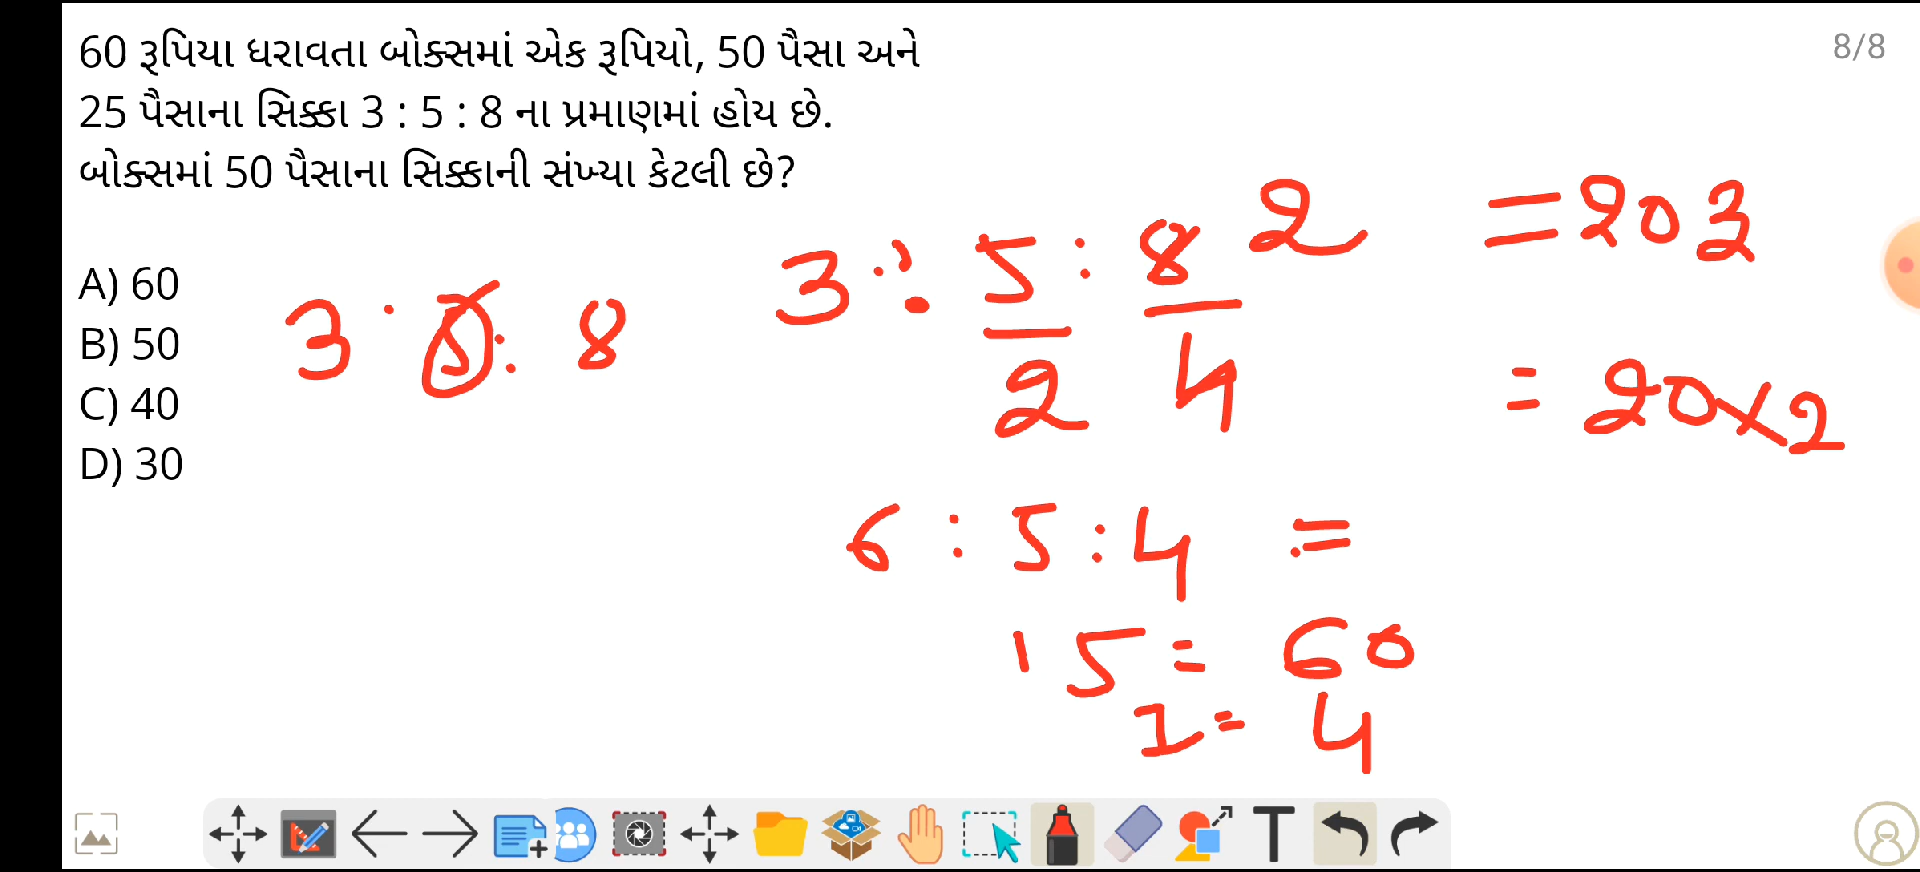 60 રૂપિયા ધરાવતા બોક્સમાં એક રૂપિયો, 50 પૈસા અને
25 પૈસાના સિક્કા 3 : 5 : 8 ના પ્રમાણમાં હોય છે.
બોક્સમાં 50 પૈસાના સિક્કાની સંખ્યા કેટલી છે?
8/8
A) 60
B) 50
C) 40
D) 30
3 : 5 : 8
3 : 5/2 : 8/4 2
= 20 રૂ
= 20×2
6 : 5 : 4 =
15 = 60
1 = 4
T